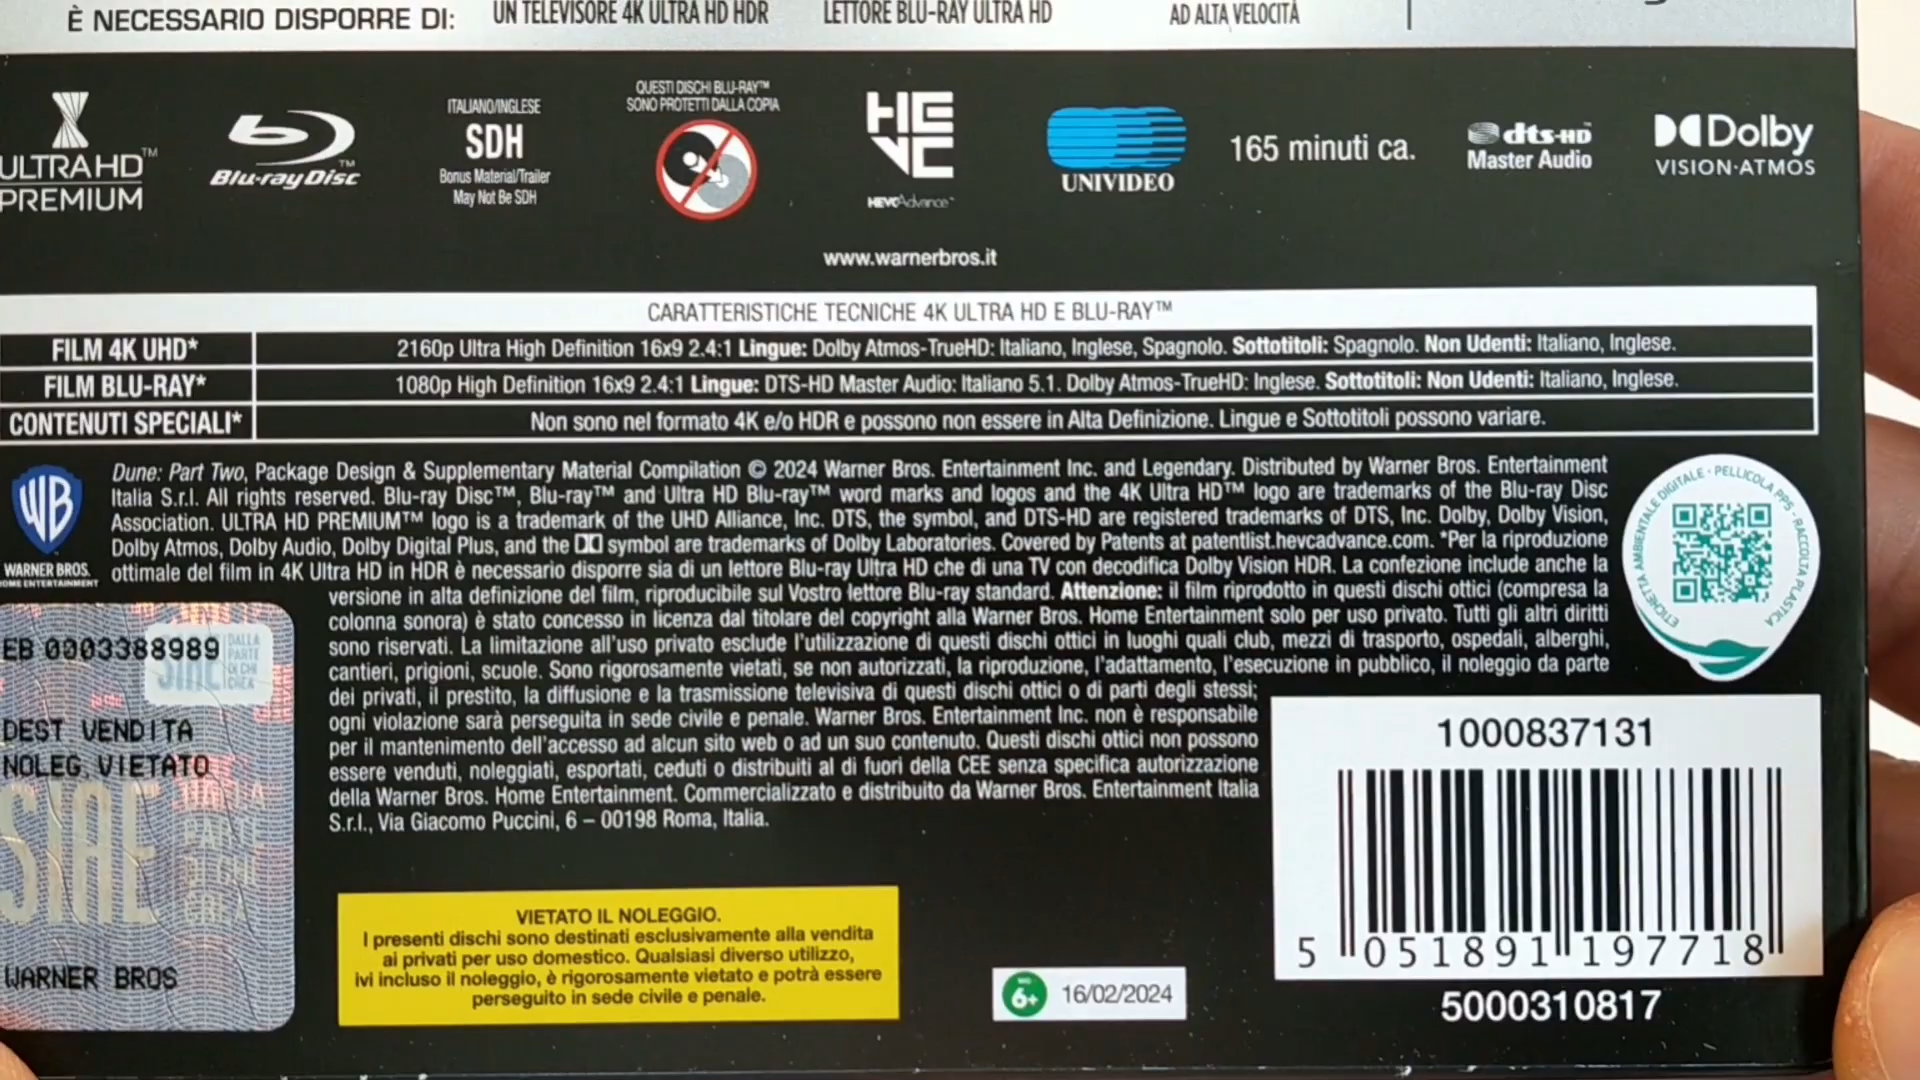 È NECESSARIO DISPORRE DI:
UN TELEVISORE 4K ULTRA HD HDR
LETTORE BLU-RAY ULTRA HD
AD ALTA VELOCITÀ
ULTRA HD™
PREMIUM
Blu-ray Disc™
ITALIANO/INGLESE
SDH
Bonus Material/Trailer
May Not Be SDH
QUESTI DISCHI BLU-RAY™
SONO PROTETTI DALLA COPIA
HEVC
HEVCAdvance™
UNIVIDEO
165 minuti ca.
dts-HD
Master Audio
Dolby
VISION·ATMOS
www.warnerbros.it
CARATTERISTICHE TECNICHE 4K ULTRA HD E BLU-RAY™
FILM 4K UHD* 2160p Ultra High Definition 16x9 2.4:1 Lingue: Dolby Atmos-TrueHD: Italiano, Inglese, Spagnolo. Sottotitoli: Spagnolo. Non Udenti: Italiano, Inglese.
FILM BLU-RAY* 1080p High Definition 16x9 2.4:1 Lingue: DTS-HD Master Audio: Italiano 5.1. Dolby Atmos-TrueHD: Inglese. Sottotitoli: Non Udenti: Italiano, Inglese.
CONTENUTI SPECIALI* Non sono nel formato 4K e/o HDR e possono non essere in Alta Definizione. Lingue e Sottotitoli possono variare.
WB
WARNER BROS.
HOME ENTERTAINMENT
Dune: Part Two, Package Design & Supplementary Material Compilation © 2024 Warner Bros. Entertainment Inc. and Legendary. Distributed by Warner Bros. Entertainment
Italia S.r.l. All rights reserved. Blu-ray Disc™, Blu-ray™ and Ultra HD Blu-ray™ word marks and logos and the 4K Ultra HD™ logo are trademarks of the Blu-ray Disc
Association. ULTRA HD PREMIUM™ logo is a trademark of the UHD Alliance, Inc. DTS, the symbol, and DTS-HD are registered trademarks of DTS, Inc. Dolby, Dolby Vision,
Dolby Atmos, Dolby Audio, Dolby Digital Plus, and the symbol are trademarks of Dolby Laboratories. Covered by Patents at patentlist.hevcadvance.com. *Per la riproduzione
ottimale del film in 4K Ultra HD in HDR è necessario disporre sia di un lettore Blu-ray Ultra HD che di una TV con decodifica Dolby Vision HDR. La confezione include anche la
versione in alta definizione del film, riproducibile sul Vostro lettore Blu-ray standard. Attenzione: il film riprodotto in questi dischi ottici (compresa la
colonna sonora) è stato concesso in licenza dal titolare del copyright alla Warner Bros. Home Entertainment solo per uso privato. Tutti gli altri diritti
sono riservati. La limitazione all'uso privato esclude l'utilizzazione di questi dischi ottici in luoghi quali club, mezzi di trasporto, ospedali, alberghi,
cantieri, prigioni, scuole. Sono rigorosamente vietati, se non autorizzati, la riproduzione, l'adattamento, l'esecuzione in pubblico, il noleggio da parte
dei privati, il prestito, la diffusione e la trasmissione televisiva di questi dischi ottici o di parti degli stessi;
ogni violazione sarà perseguita in sede civile e penale. Warner Bros. Entertainment Inc. non è responsabile
per il mantenimento dell'accesso ad alcun sito web o ad un suo contenuto. Questi dischi ottici non possono
essere venduti, noleggiati, esportati, ceduti o distribuiti al di fuori della CEE senza specifica autorizzazione
della Warner Bros. Home Entertainment. Commercializzato e distribuito da Warner Bros. Entertainment Italia
S.r.l., Via Giacomo Puccini, 6 – 00198 Roma, Italia.
ETICHETTA AMBIENTALE DIGITALE - PELLICOLA PP5 - RACCOLTA PLASTICA
EB 0003388989
SIAE
DALLA
PARTE
DI CHI
CREA
DEST VENDITA
NOLEG.VIETATO
SIAE
WARNER BROS
VIETATO IL NOLEGGIO.
I presenti dischi sono destinati esclusivamente alla vendita
ai privati per uso domestico. Qualsiasi diverso utilizzo,
ivi incluso il noleggio, è rigorosamente vietato e potrà essere
perseguito in sede civile e penale.
6+ 16/02/2024
1000837131
5 051891 197718
5000310817